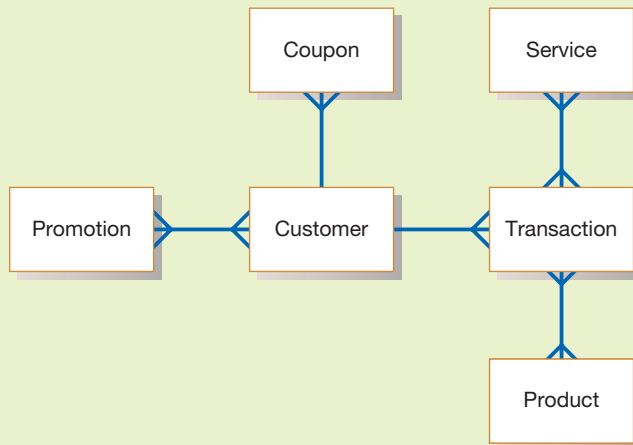 Coupon
Service
Promotion
Customer
Transaction
Product